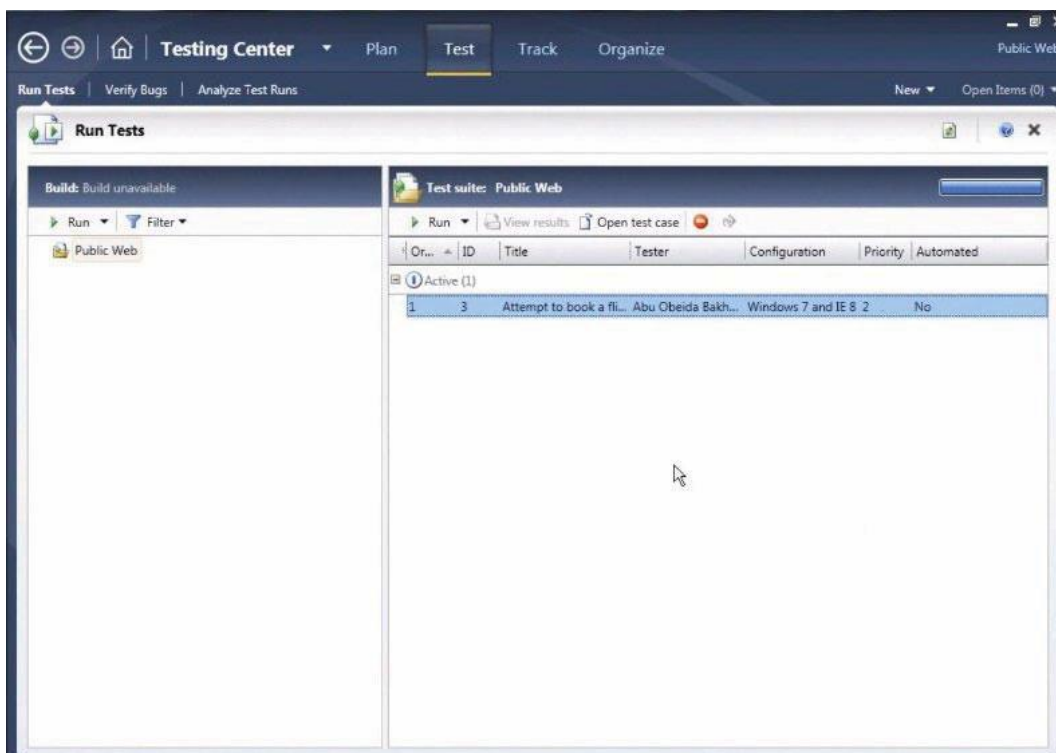 Testing Center Plan Test Track Organize
Public Web
Run Tests | Verify Bugs | Analyze Test Runs New Open Items (0)
Run Tests
Build: Build unavailable
Run Filter
Public Web
Test suite: Public Web
Run View results Open test case
Or... ID Title Tester Configuration Priority Automated
Active (1)
1 3 Attempt to book a fli... Abu Obeida Bakh... Windows 7 and IE 8 2 No